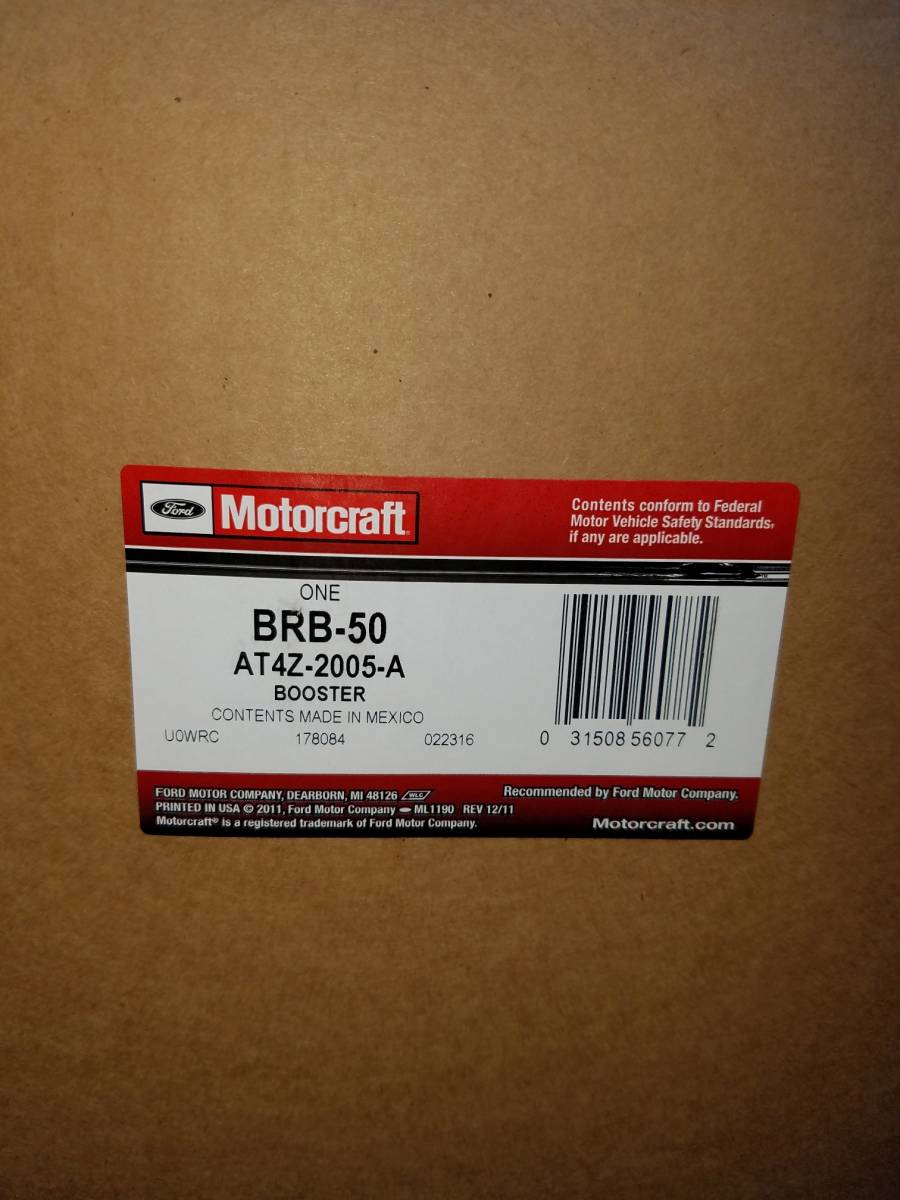 Ford Motorcraft®
Contents conform to Federal
Motor Vehicle Safety Standards,
if any are applicable.
ONE
BRB-50
AT4Z-2005-A
BOOSTER
CONTENTS MADE IN MEXICO
U0WRC 178084 022316
0 31508 56077 2
FORD MOTOR COMPANY, DEARBORN, MI 48126 WLC
PRINTED IN USA © 2011, Ford Motor Company ML1190 REV 12/11
Motorcraft® is a registered trademark of Ford Motor Company.
Recommended by Ford Motor Company.
Motorcraft.com